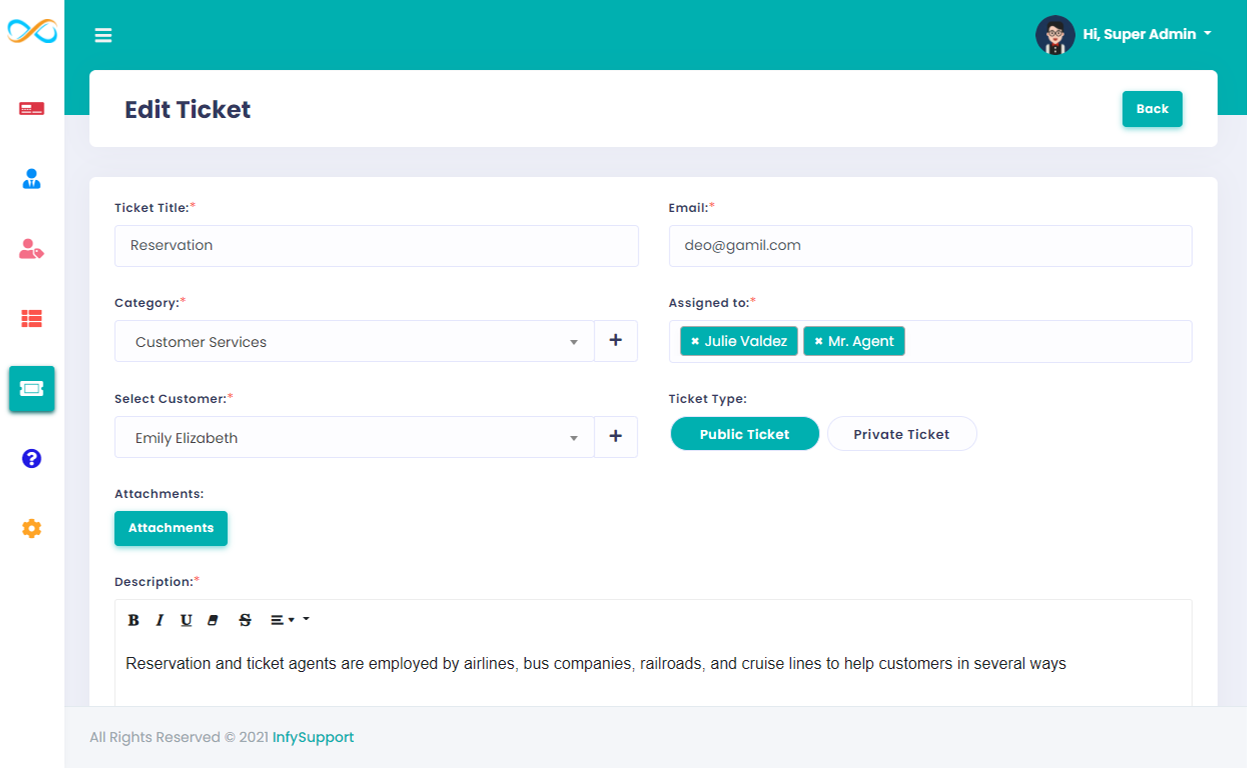 Hi, Super Admin
Edit Ticket
Back
Ticket Title:*
Email:*
Reservation
deo@gamil.com
Category:*
Assigned to:*
Customer Services
+
× Julie Valdez
× Mr. Agent
Select Customer:*
Ticket Type:
Emily Elizabeth
+
Public Ticket
Private Ticket
Attachments:
Attachments
Description:*
B I U S
Reservation and ticket agents are employed by airlines, bus companies, railroads, and cruise lines to help customers in several ways
All Rights Reserved © 2021 InfySupport